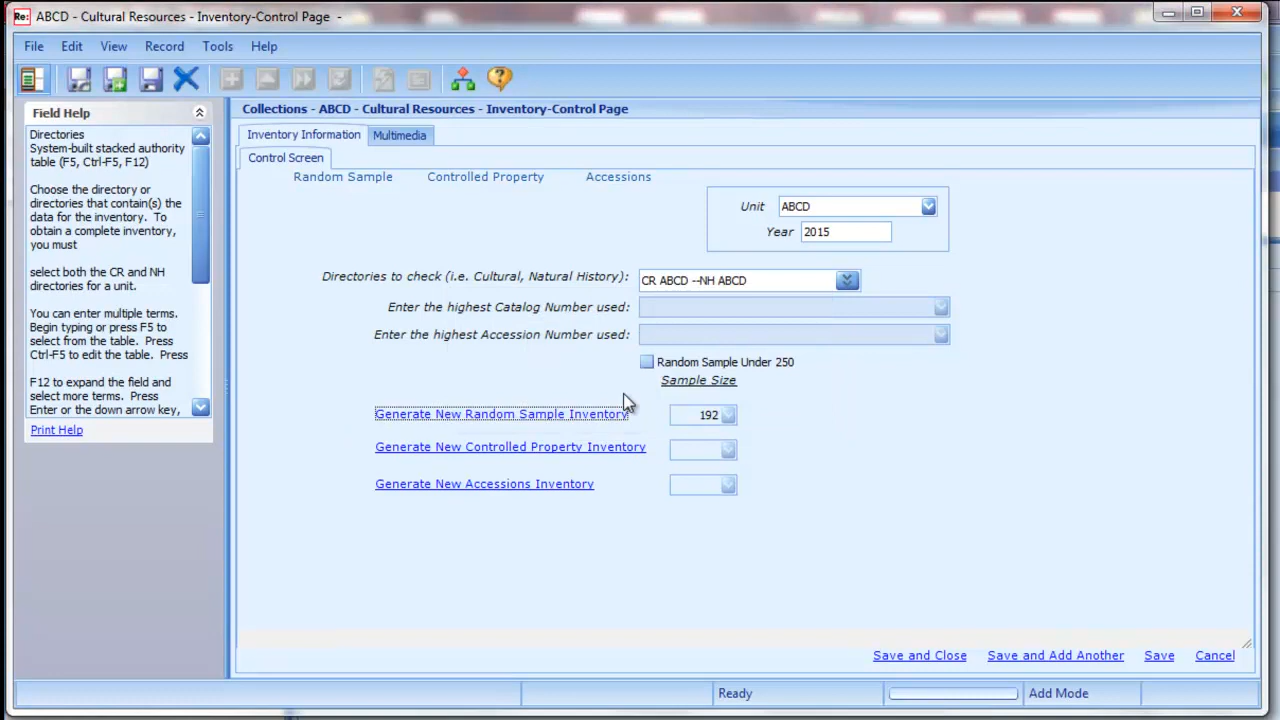 Re: ABCD - Cultural Resources - Inventory-Control Page -
File Edit View Record Tools Help
Field Help
Directories
System-built stacked authority
table (F5, Ctrl-F5, F12)
Choose the directory or
directories that contain(s) the
data for the inventory. To
obtain a complete inventory,
you must
select both the CR and NH
directories for a unit.
You can enter multiple terms.
Begin typing or press F5 to
select from the table. Press
Ctrl-F5 to edit the table. Press
F12 to expand the field and
select more terms. Press
Enter or the down arrow key,
Print Help
Collections - ABCD - Cultural Resources - Inventory-Control Page
Inventory Information Multimedia
Control Screen
Random Sample Controlled Property Accessions
Unit ABCD
Year 2015
Directories to check (i.e. Cultural, Natural History): CR ABCD --NH ABCD
Enter the highest Catalog Number used:
Enter the highest Accession Number used:
Random Sample Under 250
Sample Size
Generate New Random Sample Inventory 192
Generate New Controlled Property Inventory
Generate New Accessions Inventory
Save and Close Save and Add Another Save Cancel
Ready Add Mode